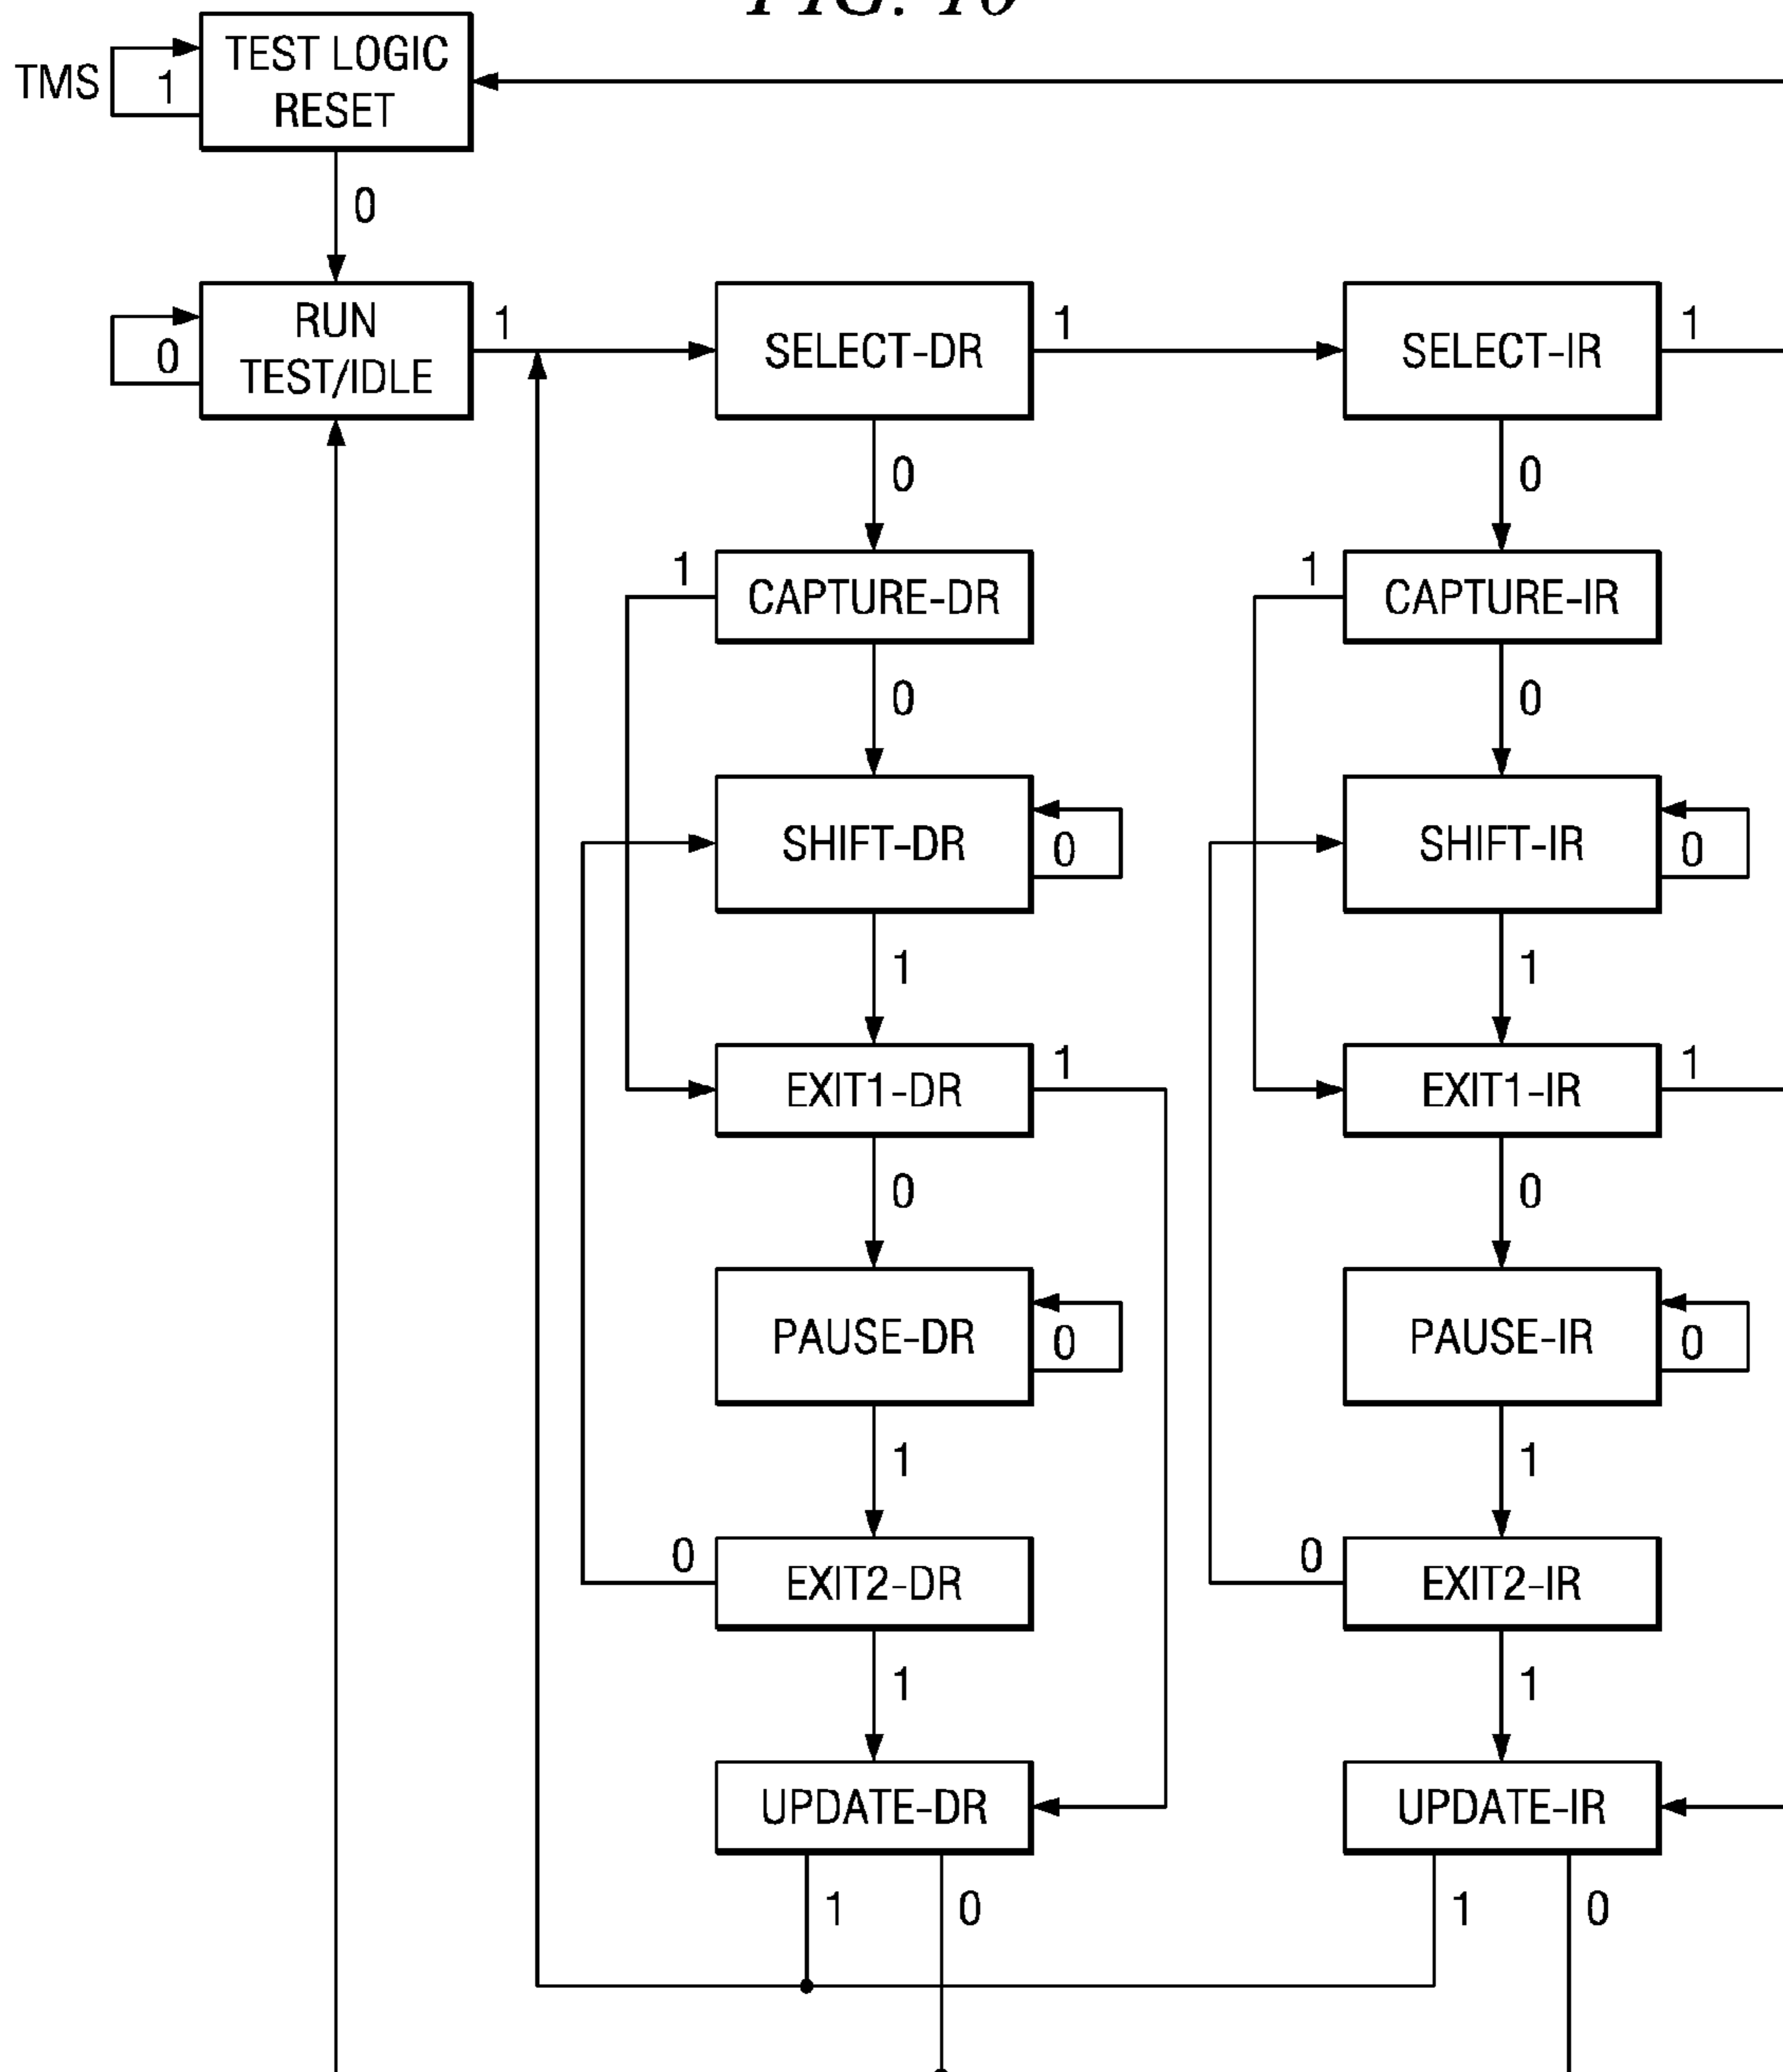 FIG. 10
TEST LOGIC
RESET
TMS
1
0
RUN
TEST/IDLE
0
1
SELECT-DR
1
SELECT-IR
1
0
0
1
CAPTURE-DR
1
CAPTURE-IR
0
0
SHIFT-DR
0
SHIFT-IR
0
1
1
EXIT1-DR
1
EXIT1-IR
1
0
0
PAUSE-DR
0
PAUSE-IR
0
1
1
0
EXIT2-DR
0
EXIT2-IR
1
1
UPDATE-DR
UPDATE-IR
1
0
1
0